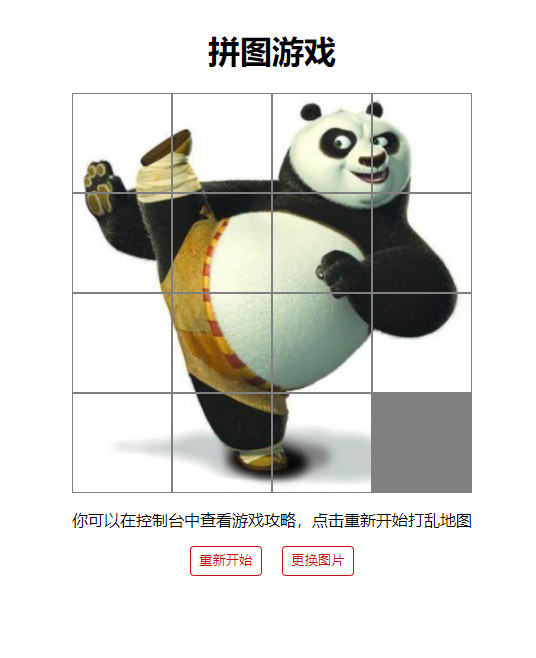 拼图游戏
你可以在控制台中查看游戏攻略，点击重新开始打乱地图
重新开始 更换图片